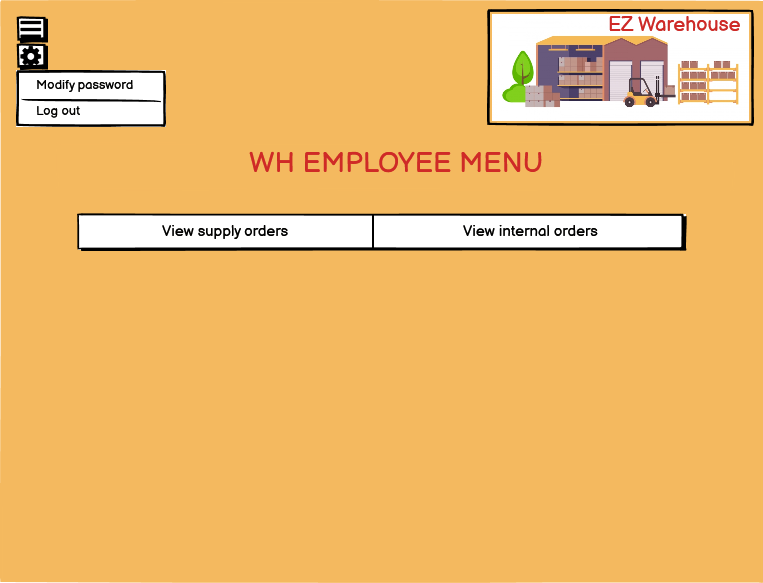 EZ Warehouse
Modify password
Log out
WH EMPLOYEE MENU
View supply orders
View internal orders